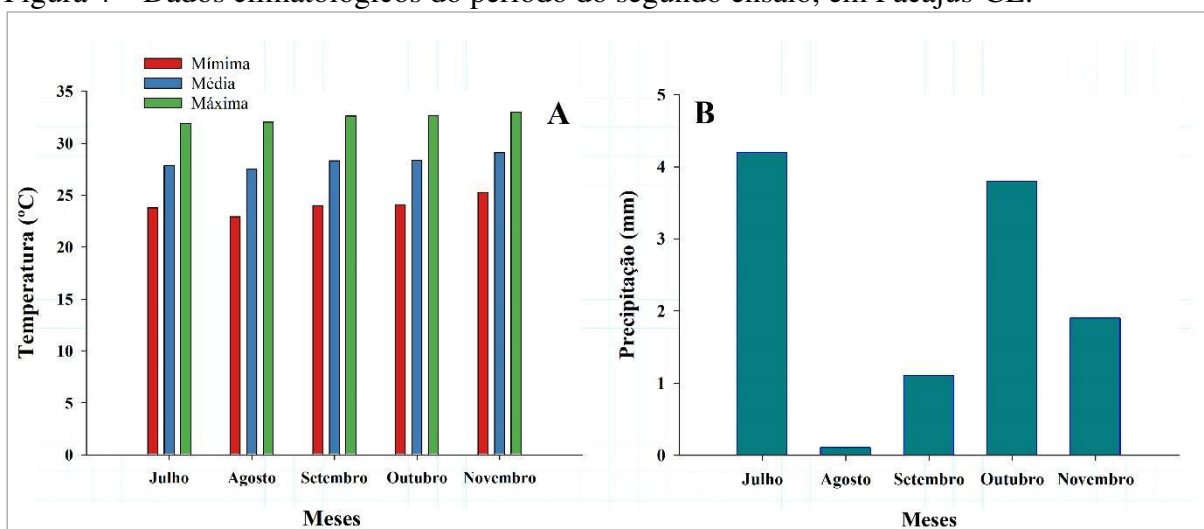 Figura 4 – Dados climatológicos do período do segundo ensaio, em Pacajus-CE.
Mímima
Média
Máxima
A
Temperatura (ºC)
35
30
25
20
15
10
5
0
Julho Agosto Setembro Outubro Novembro
Meses
B
Precipitação (mm)
5
4
3
2
1
0
Julho Agosto Setembro Outubro Novembro
Meses